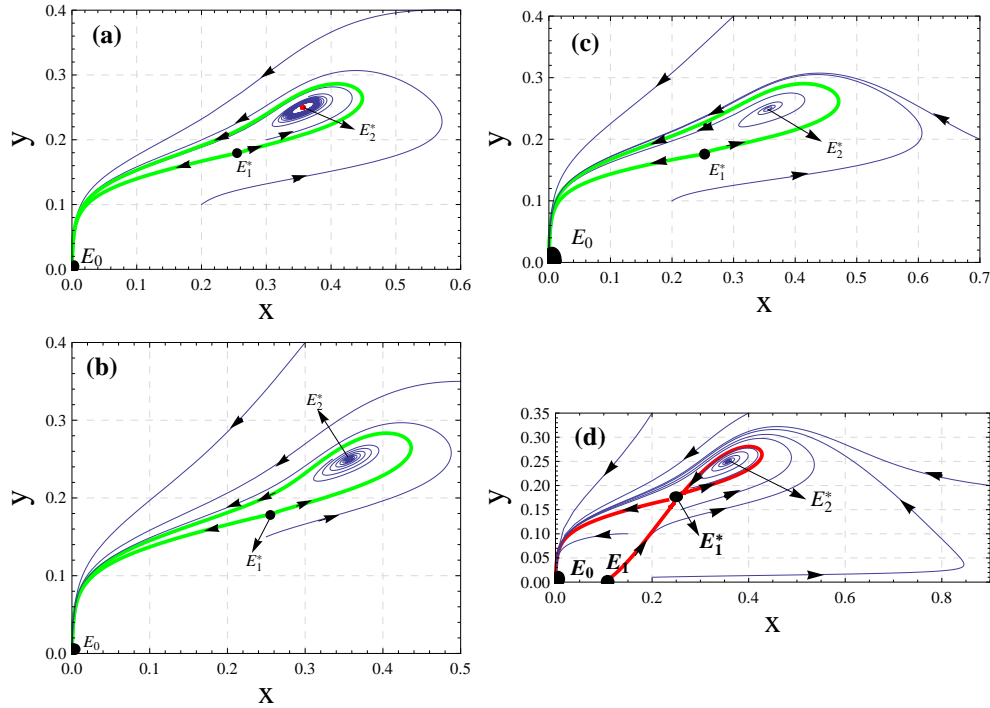 (a)
0.4
0.3
0.2
0.1
0.0
y
E₂*
E₁*
E₀
0.0 0.1 0.2 0.3 0.4 0.5 0.6
x
(c)
0.4
0.3
0.2
0.1
0.0
y
E₂*
E₁*
E₀
0.0 0.1 0.2 0.3 0.4 0.5 0.6 0.7
x
(b)
0.4
0.3
0.2
0.1
0.0
y
E₂*
E₁*
E₀
0.0 0.1 0.2 0.3 0.4 0.5
x
(d)
0.35
0.30
0.25
0.20
0.15
0.10
0.05
0.00
y
E₂*
E₁*
E₀ E₁
0.0 0.2 0.4 0.6 0.8
x